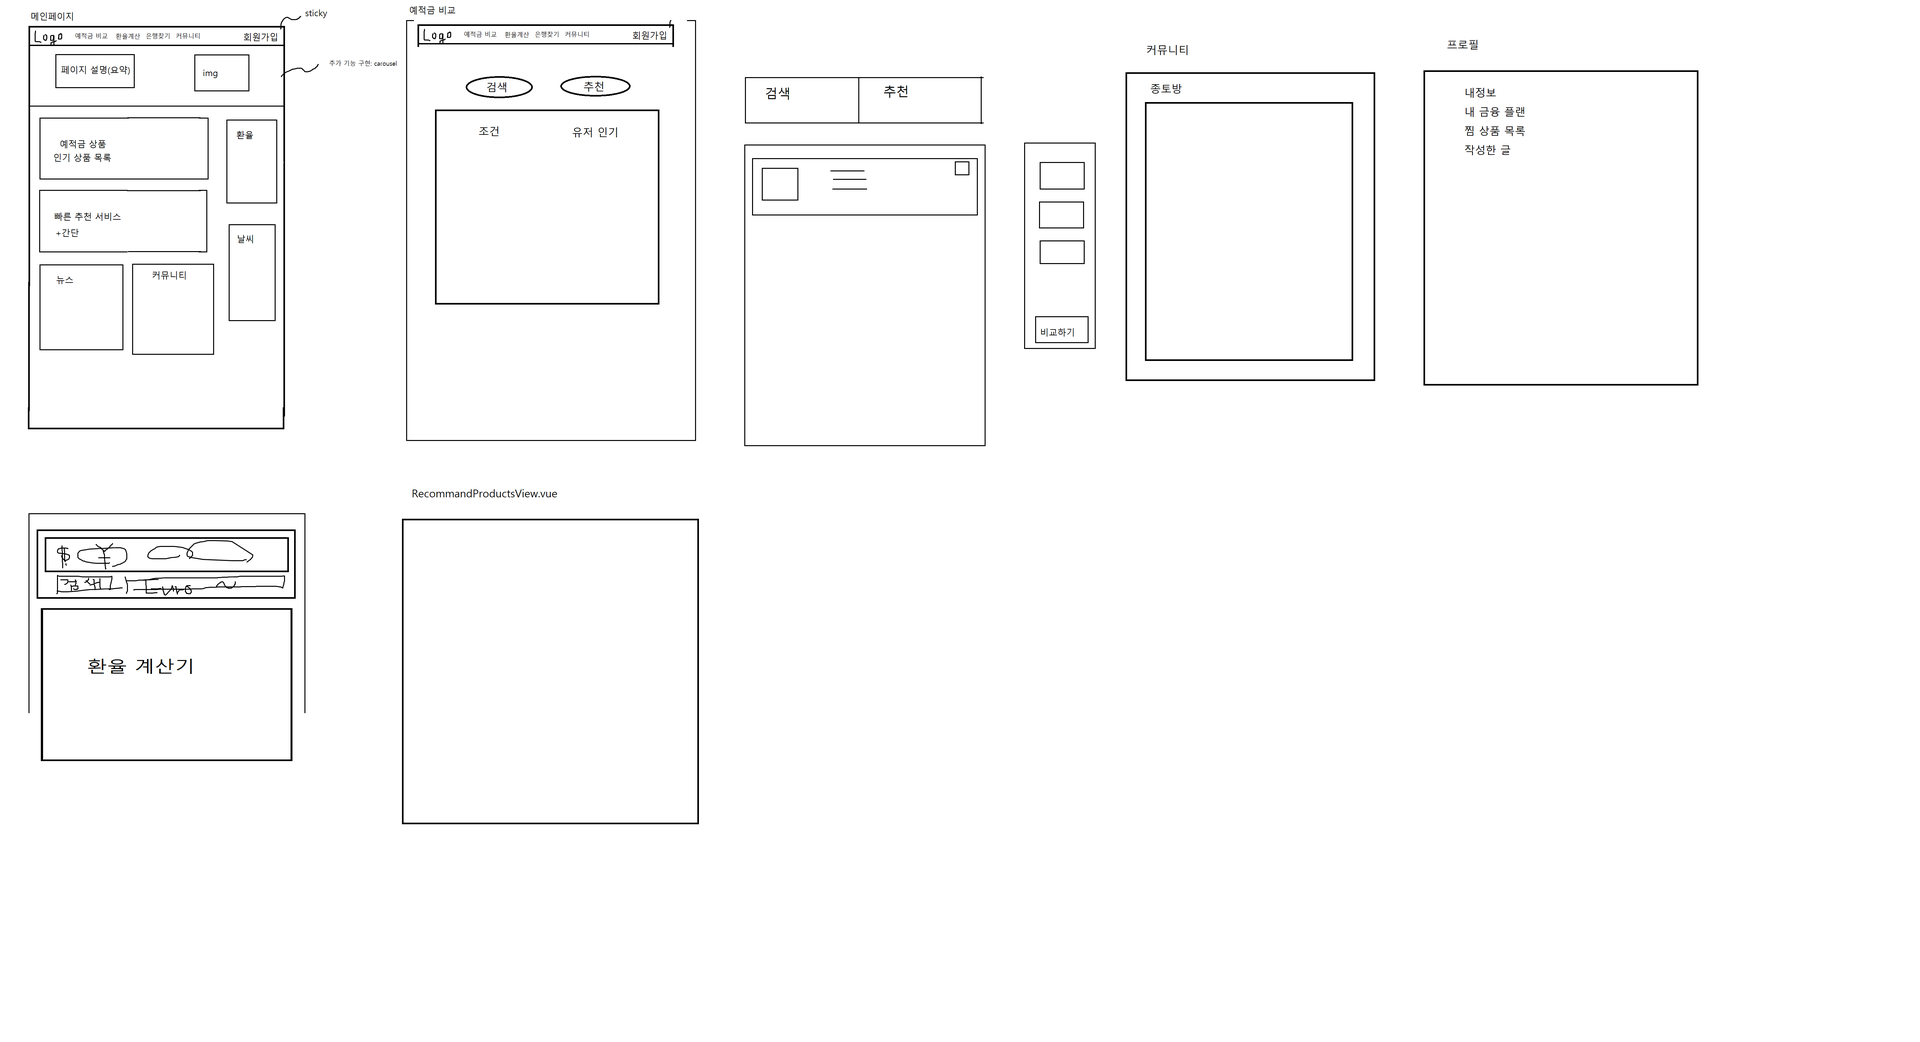 메인페이지
sticky
Logo 예적금 비교 환율계산 은행찾기 커뮤니티 회원가입
페이지 설명(요약)
img
추가 기능 구현: carousel
예적금 상품
인기 상품 목록
환율
빠른 추천 서비스
+간단
날씨
뉴스
커뮤니티
예적금 비교
Logo 예적금 비교 환율계산 은행찾기 커뮤니티 회원가입
검색 추천
조건 유저 인기
검색 추천
비교하기
커뮤니티
종토방
프로필
내정보
내 금융 플랜
찜 상품 목록
작성한 글
$ ¥
검색 Euro ~
환율 계산기
RecommandProductsView.vue